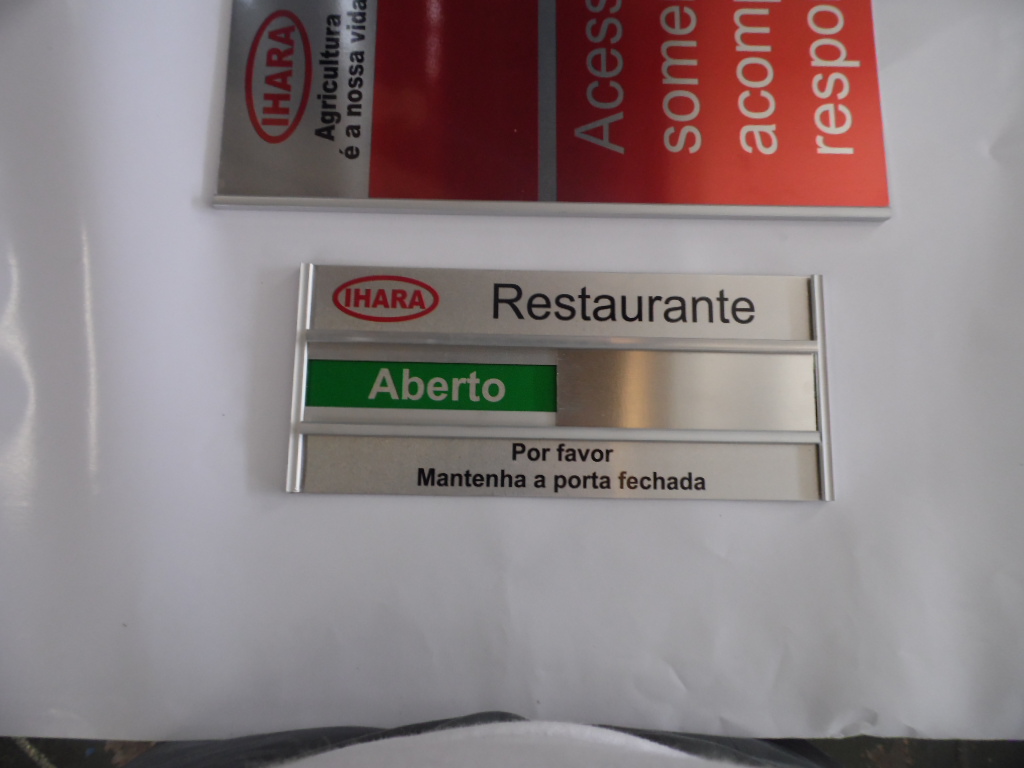 IHARA
Agricultura
é a nossa vida
IHARA Restaurante
Aberto
Por favor
Mantenha a porta fechada